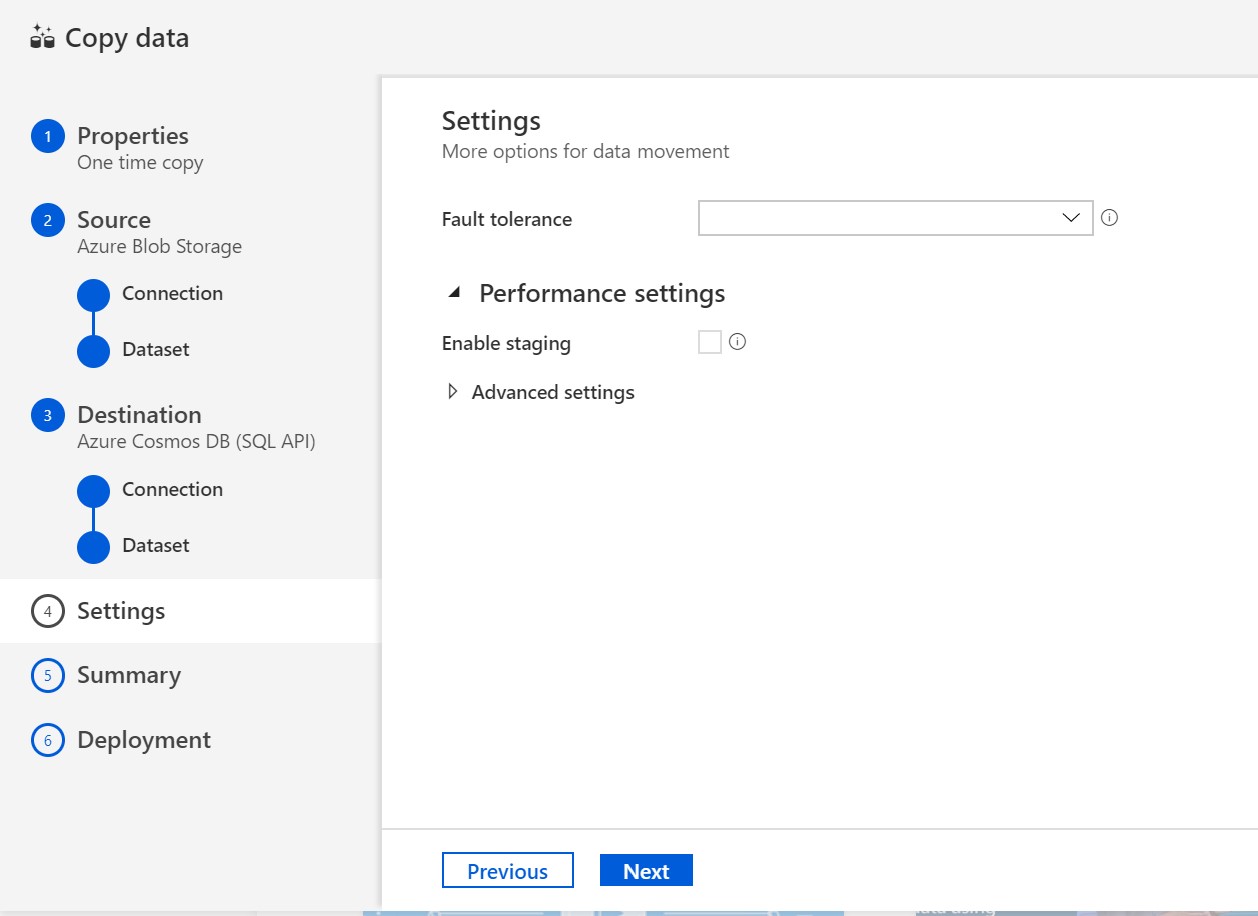 Copy data
1 Properties
One time copy
2 Source
Azure Blob Storage
Connection
Dataset
3 Destination
Azure Cosmos DB (SQL API)
Connection
Dataset
4 Settings
5 Summary
6 Deployment
Settings
More options for data movement
Fault tolerance
Performance settings
Enable staging
Advanced settings
Previous
Next